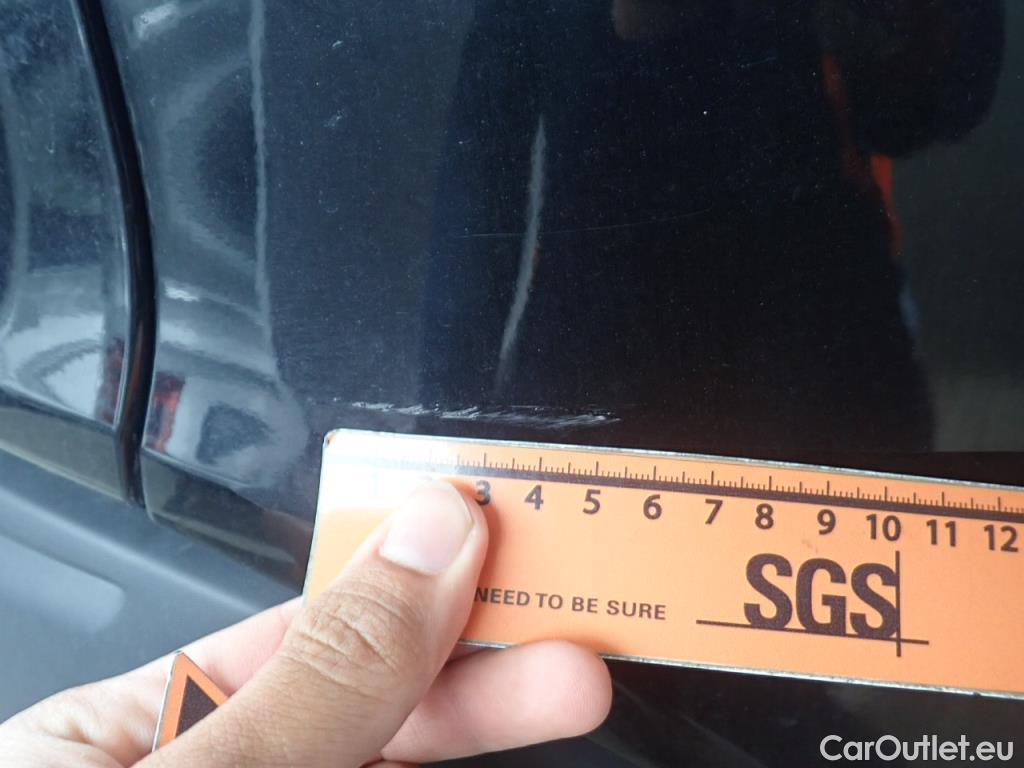 3 4 5 6 7 8 9 10 11 12
NEED TO BE SURE
SGS
CarOutlet.eu